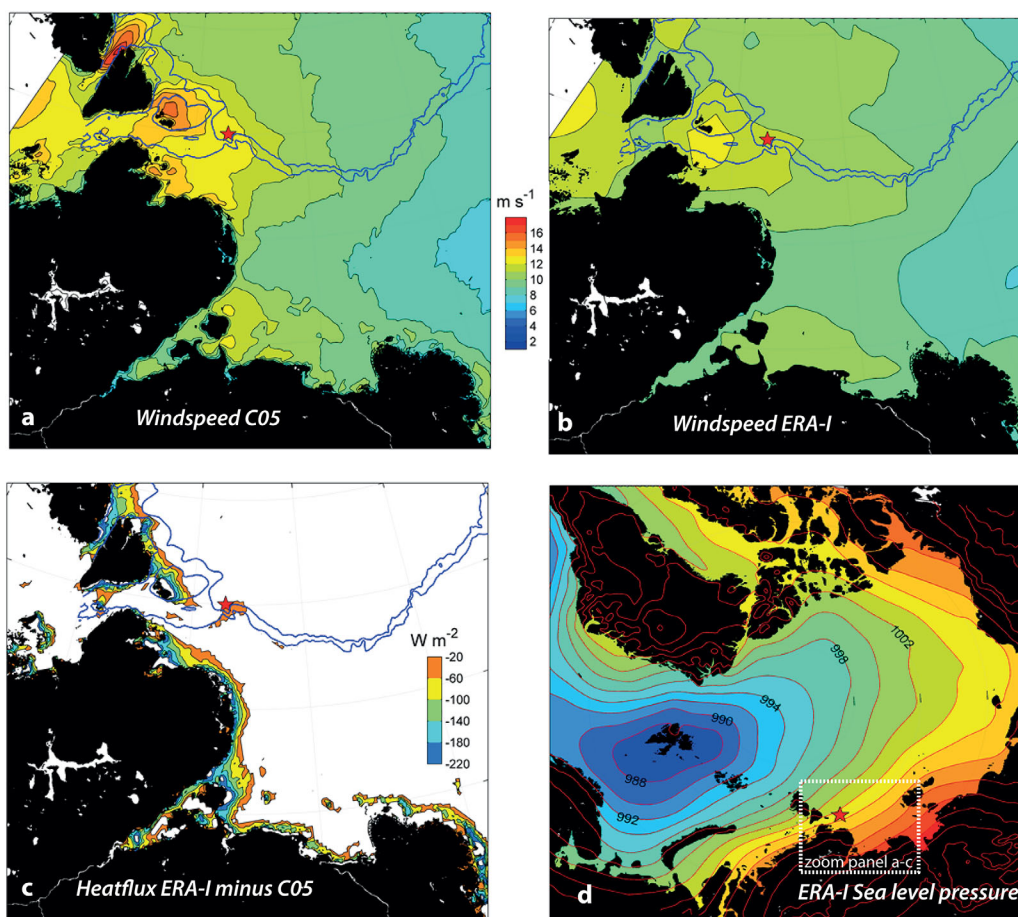 m s⁻¹
16
14
12
10
8
6
4
2
a
Windspeed C05
b
Windspeed ERA-I
W m⁻²
-20
-60
-100
-140
-180
-220
c
Heatflux ERA-I minus C05
1002
998
994
990
988
992
zoom panel a-c
d
ERA-I Sea level pressure